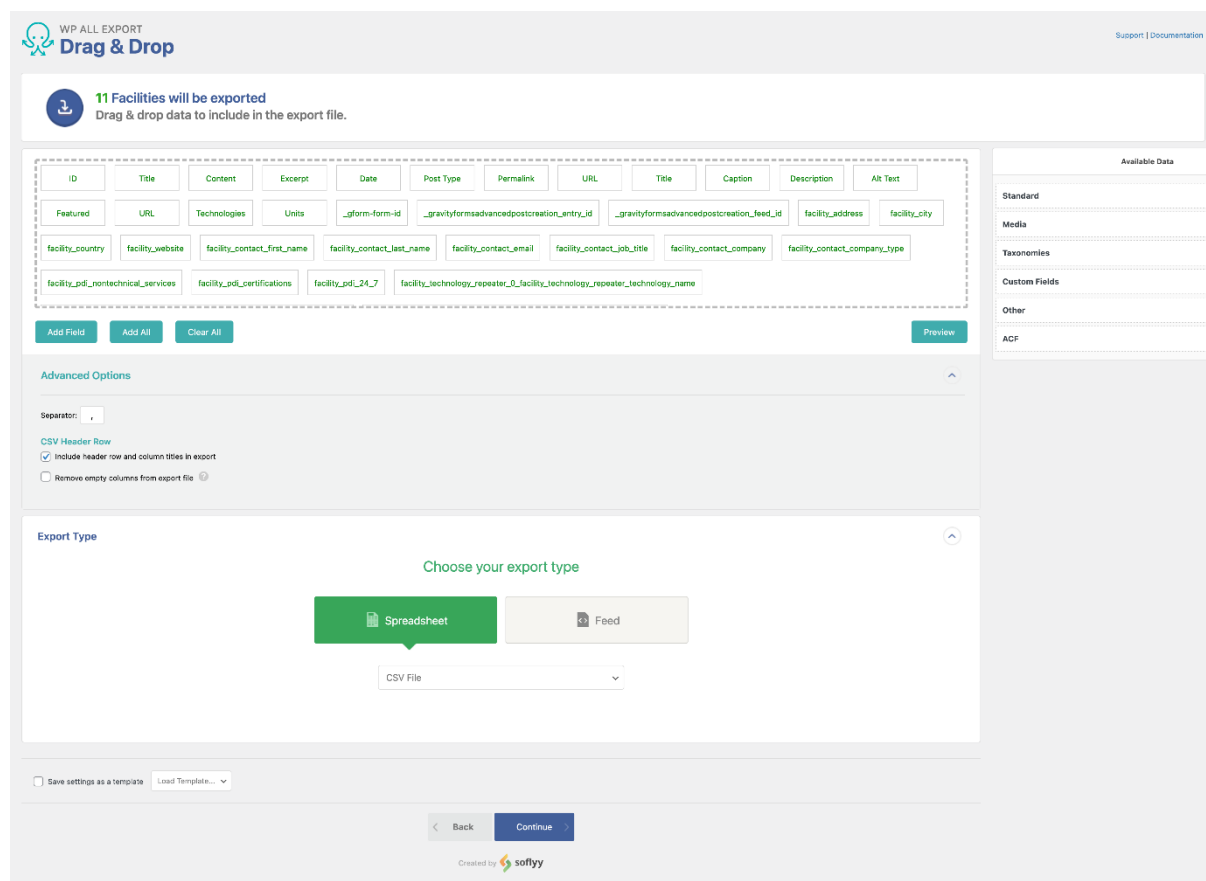 WP ALL EXPORT
Drag & Drop
Support | Documentation
11 Facilities will be exported
Drag & drop data to include in the export file.
ID Title Content Excerpt Date Post Type Permalink URL Title Caption Description Alt Text
Featured URL Technologies Units _gform-form-id _gravityformsadvancedpostcreation_entry_id _gravityformsadvancedpostcreation_feed_id facility_address facility_city
facility_country facility_website facility_contact_first_name facility_contact_last_name facility_contact_email facility_contact_job_title facility_contact_company facility_contact_company_type
facility_pdi_nontechnical_services facility_pdi_certifications facility_pdi_24_7 facility_technology_repeater_0_facility_technology_repeater_technology_name
Add Field Add All Clear All Preview
Available Data
Standard
Media
Taxonomies
Custom Fields
Other
ACF
Advanced Options
Separator: ,
CSV Header Row
Include header row and column titles in export
Remove empty columns from export file ?
Export Type
Choose your export type
Spreadsheet Feed
CSV File
Save settings as a template Load Template...
Back Continue
Created by soflyy